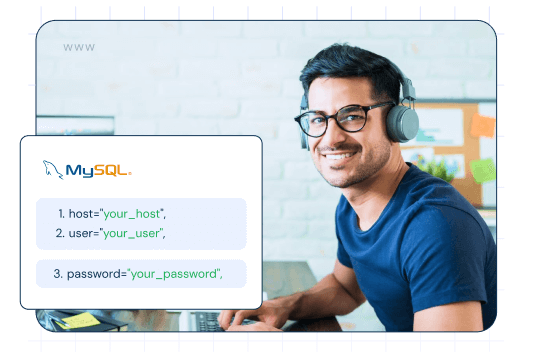 www
MySQL®
1. host="your_host",
2. user="your_user",
3. password="your_password",